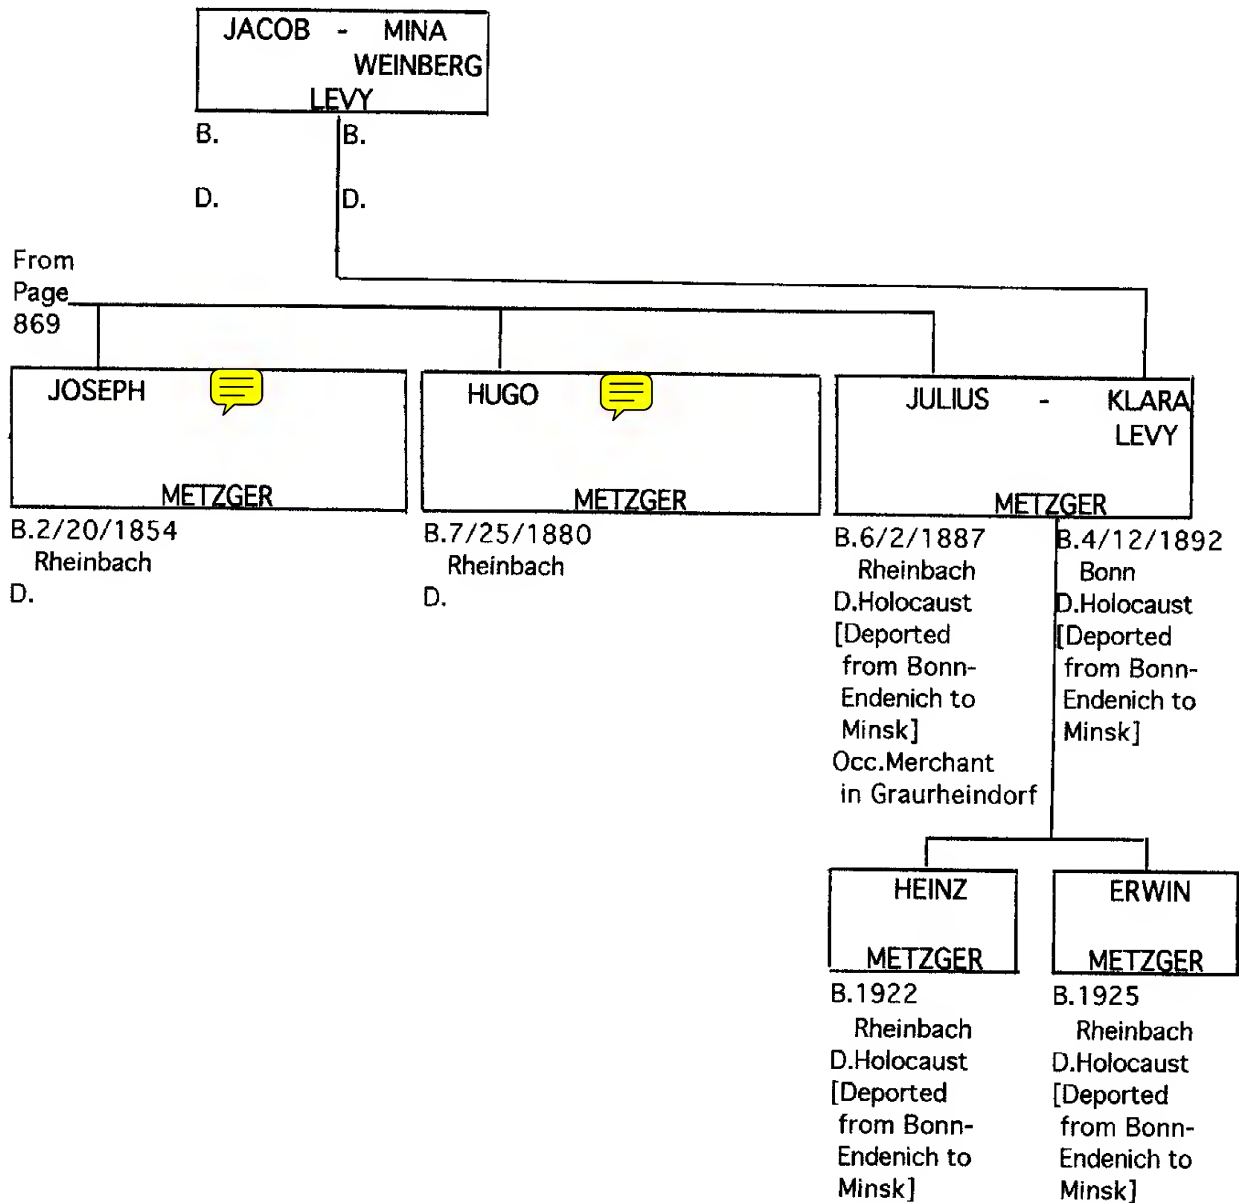 JACOB - MINA
WEINBERG
LEVY
B. B.
D. D.
From
Page
869
JOSEPH
METZGER
B.2/20/1854
Rheinbach
D.
HUGO
METZGER
B.7/25/1880
Rheinbach
D.
JULIUS - KLARA
LEVY
METZGER
B.6/2/1887
Rheinbach
D.Holocaust
[Deported
from Bonn-
Endenich to
Minsk]
Occ.Merchant
in Graurheindorf
B.4/12/1892
Bonn
D.Holocaust
[Deported
from Bonn-
Endenich to
Minsk]
HEINZ
METZGER
B.1922
Rheinbach
D.Holocaust
[Deported
from Bonn-
Endenich to
Minsk]
ERWIN
METZGER
B.1925
Rheinbach
D.Holocaust
[Deported
from Bonn-
Endenich to
Minsk]